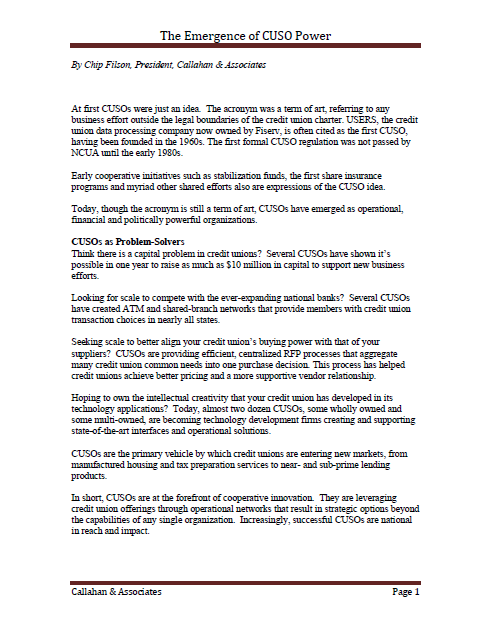 The Emergence of CUSO Power
By Chip Filson, President, Callahan & Associates
At first CUSOs were just an idea.  The acronym was a term of art, referring to any
business effort outside the legal boundaries of the credit union charter. USERS, the credit
union data processing company now owned by Fiserv, is often cited as the first CUSO,
having been founded in the 1960s. The first formal CUSO regulation was not passed by
NCUA until the early 1980s.
Early cooperative initiatives such as stabilization funds, the first share insurance
programs and myriad other shared efforts also are expressions of the CUSO idea.
Today, though the acronym is still a term of art, CUSOs have emerged as operational,
financial and politically powerful organizations.
CUSOs as Problem-Solvers
Think there is a capital problem in credit unions?  Several CUSOs have shown it's
possible in one year to raise as much as $10 million in capital to support new business
efforts.
Looking for scale to compete with the ever-expanding national banks?  Several CUSOs
have created ATM and shared-branch networks that provide members with credit union
transaction choices in nearly all states.
Seeking scale to better align your credit union's buying power with that of your
suppliers?  CUSOs are providing efficient, centralized RFP processes that aggregate
many credit union common needs into one purchase decision. This process has helped
credit unions achieve better pricing and a more supportive vendor relationship.
Hoping to own the intellectual creativity that your credit union has developed in its
technology applications?  Today, almost two dozen CUSOs, some wholly owned and
some multi-owned, are becoming technology development firms creating and supporting
state-of-the-art interfaces and operational solutions.
CUSOs are the primary vehicle by which credit unions are entering new markets, from
manufactured housing and tax preparation services to near- and sub-prime lending
products.
In short, CUSOs are at the forefront of cooperative innovation.  They are leveraging
credit union offerings through operational networks that result in strategic options beyond
the capabilities of any single organization.  Increasingly, successful CUSOs are national
in reach and impact.
Callahan & Associates Page 1